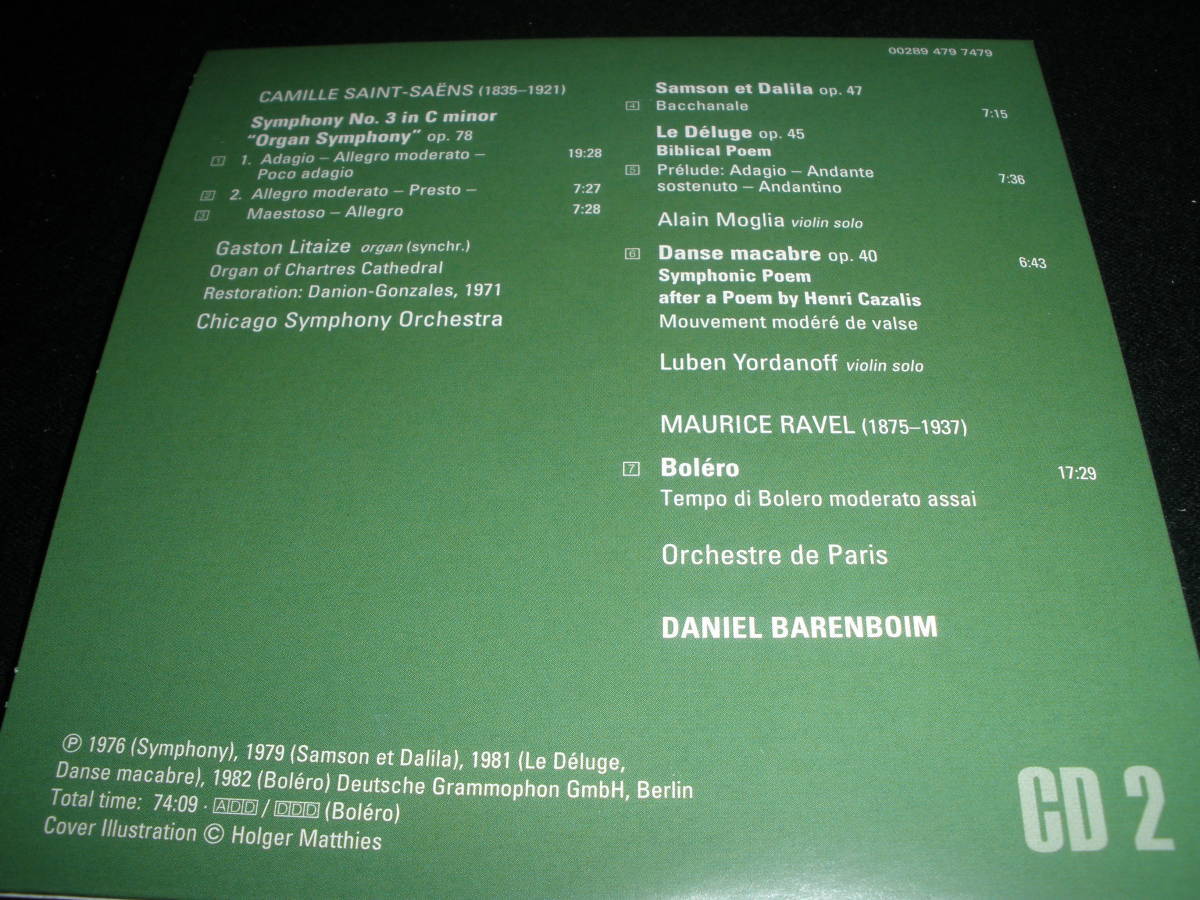 00289 479 7479
CAMILLE SAINT-SAËNS (1835–1921)
Symphony No. 3 in C minor
"Organ Symphony" op. 78
1 1. Adagio – Allegro moderato – 19:28
Poco adagio
2 2. Allegro moderato – Presto – 7:27
3 Maestoso – Allegro 7:28
Gaston Litaize organ (synchr.)
Organ of Chartres Cathedral
Restoration: Danion-Gonzales, 1971
Chicago Symphony Orchestra
Samson et Dalila op. 47
4 Bacchanale 7:15
Le Déluge op. 45
Biblical Poem
5 Prélude: Adagio – Andante 7:36
sostenuto – Andantino
Alain Moglia violin solo
6 Danse macabre op. 40 6:43
Symphonic Poem
after a Poem by Henri Cazalis
Mouvement modéré de valse
Luben Yordanoff violin solo
MAURICE RAVEL (1875–1937)
7 Boléro 17:29
Tempo di Bolero moderato assai
Orchestre de Paris
DANIEL BARENBOIM
℗ 1976 (Symphony), 1979 (Samson et Dalila), 1981 (Le Déluge,
Danse macabre), 1982 (Boléro) Deutsche Grammophon GmbH, Berlin
Total time: 74:09 · ADD / DDD (Boléro)
Cover Illustration © Holger Matthies
CD 2